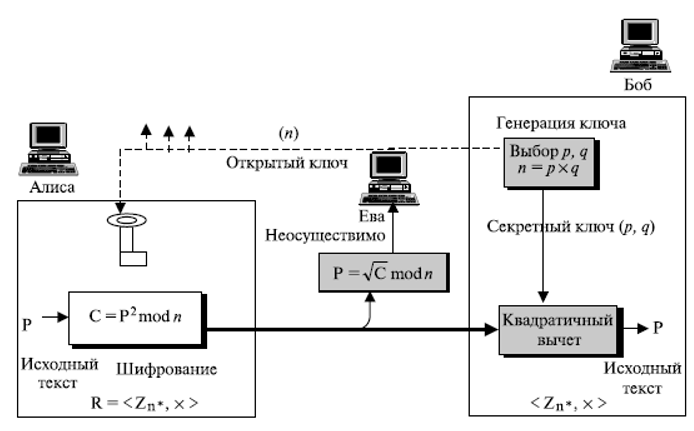 Боб
Генерация ключа
(n)
Выбор p, q
n = p × q
Открытый ключ
Алиса
Ева
Неосуществимо
Секретный ключ (p, q)
P = √C mod n
P
C = P² mod n
Квадратичный
вычет
P
Исходный
текст
Шифрование
Исходный
текст
R = <Zn*, ×>
<Zn*, ×>